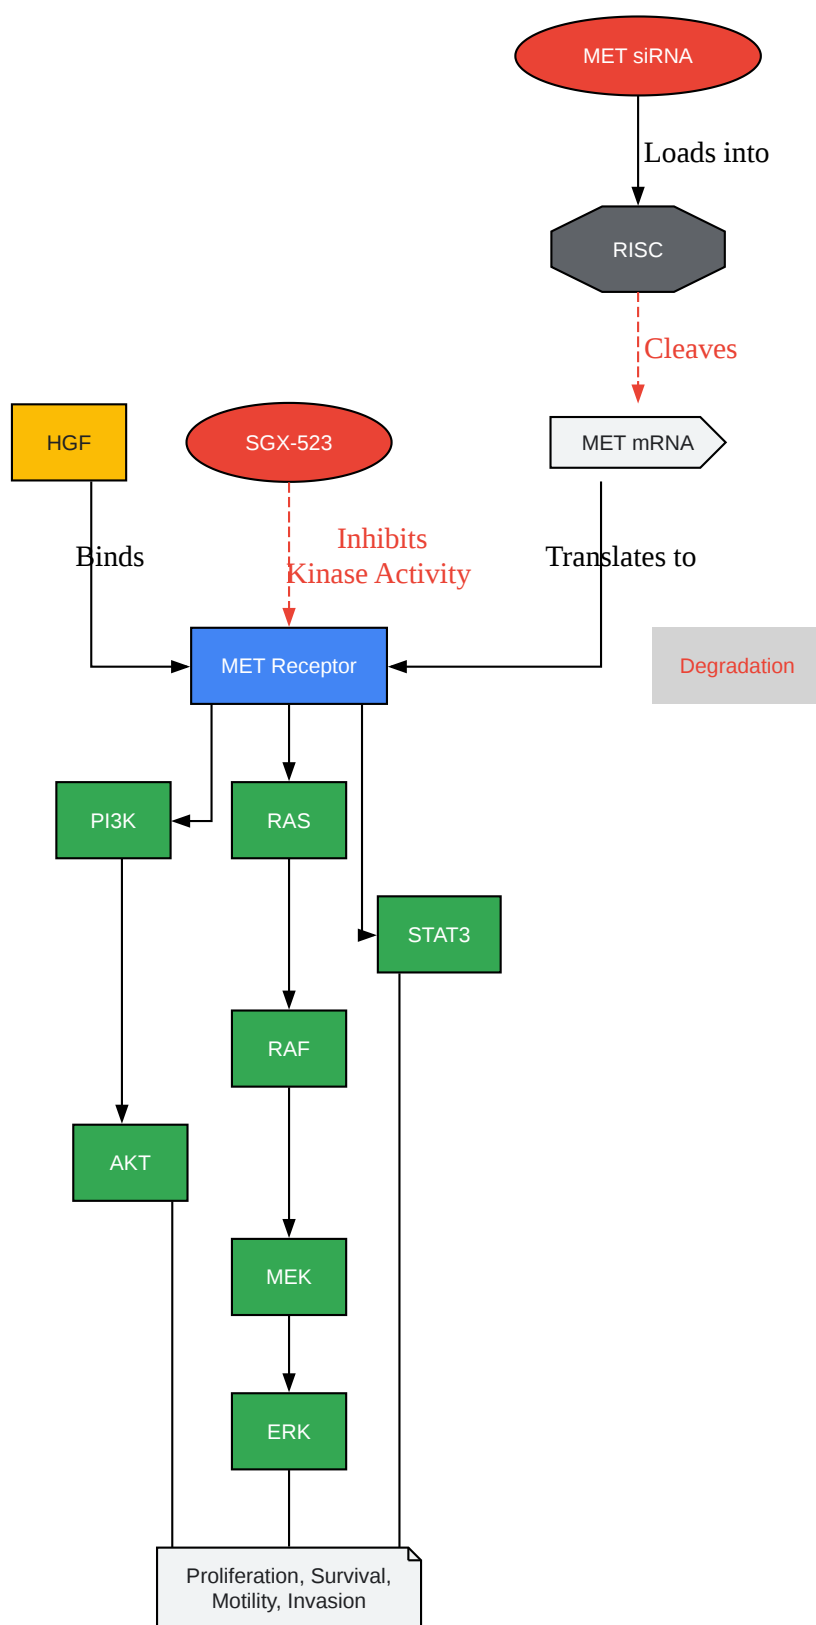 MET siRNA
Loads into
RISC
Cleaves
HGF
SGX-523
MET mRNA
Binds
Inhibits
Kinase Activity
Translates to
MET Receptor
Degradation
PI3K
RAS
STAT3
RAF
AKT
MEK
ERK
Proliferation, Survival,
Motility, Invasion